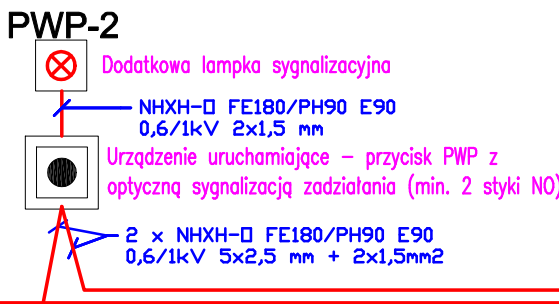 PWP-2
Dodatkowa lampka sygnalizacyjna
NHXH-O FE180/PH90 E90
0,6/1kV 2x1,5 mm
Urządzenie uruchamiające – przycisk PWP z
optyczną sygnalizacją zadziałania (min. 2 styki NO)
2 x NHXH-O FE180/PH90 E90
0,6/1kV 5x2,5 mm + 2x1,5mm2